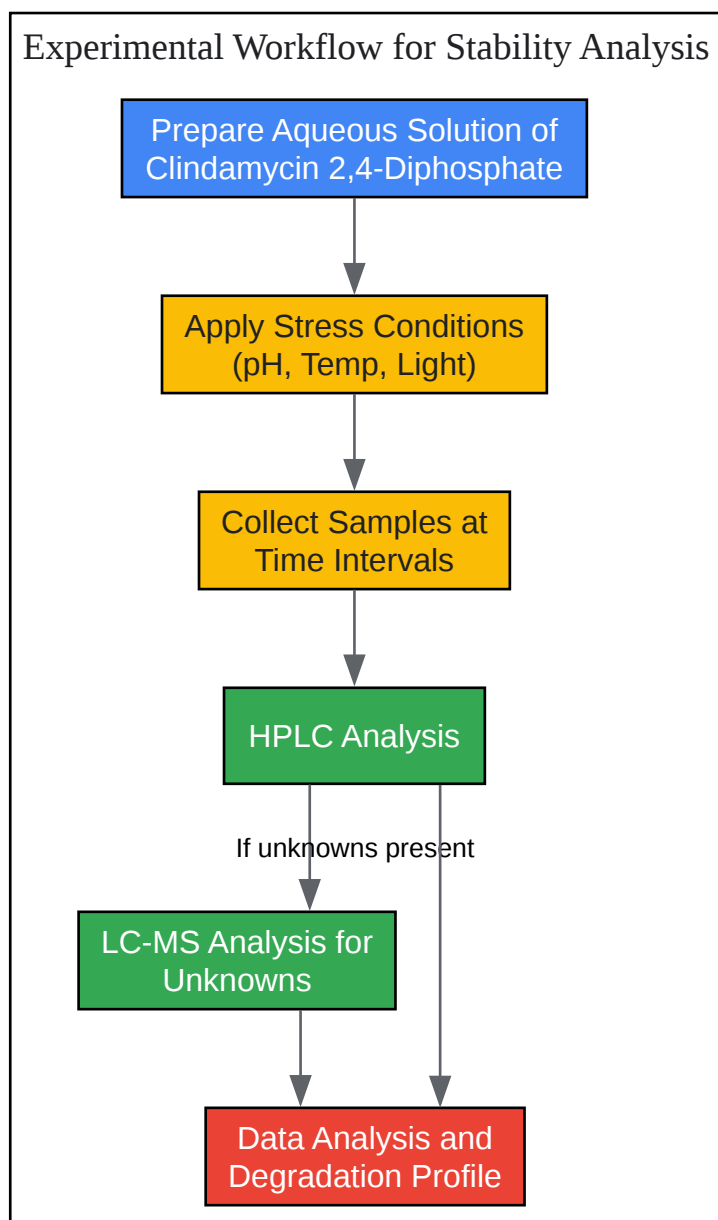 Experimental Workflow for Stability Analysis
Prepare Aqueous Solution of
Clindamycin 2,4-Diphosphate
Apply Stress Conditions
(pH, Temp, Light)
Collect Samples at
Time Intervals
HPLC Analysis
If unknowns present
LC-MS Analysis for
Unknowns
Data Analysis and
Degradation Profile